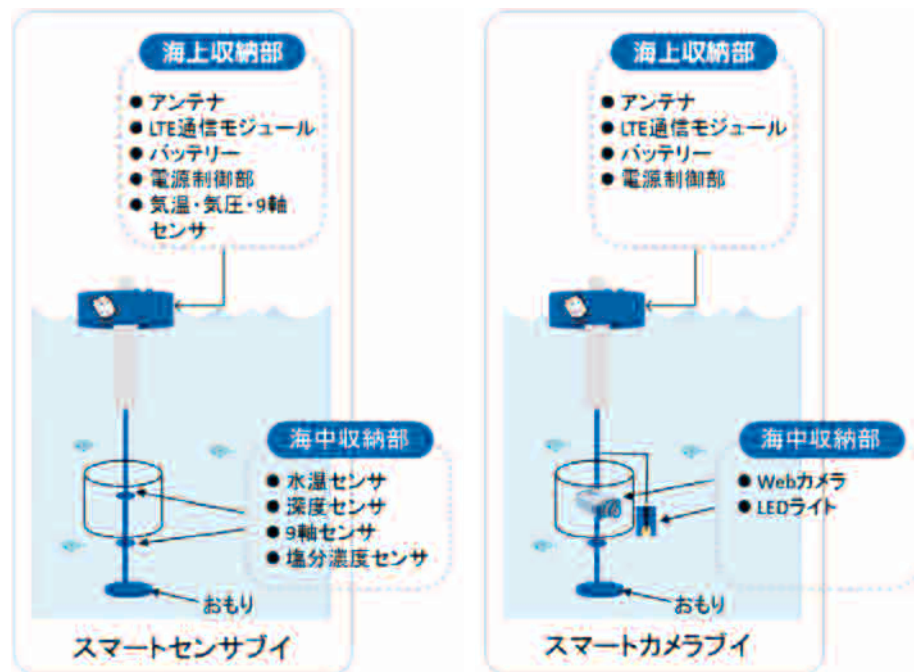 海上収納部
● アンテナ
● LTE通信モジュール
● バッテリー
● 電源制御部
● 気温・気圧・9軸
センサ
海中収納部
● 水温センサ
● 深度センサ
● 9軸センサ
● 塩分濃度センサ
おもり
スマートセンサブイ
海上収納部
● アンテナ
● LTE通信モジュール
● バッテリー
● 電源制御部
海中収納部
● Webカメラ
● LEDライト
おもり
スマートカメラブイ